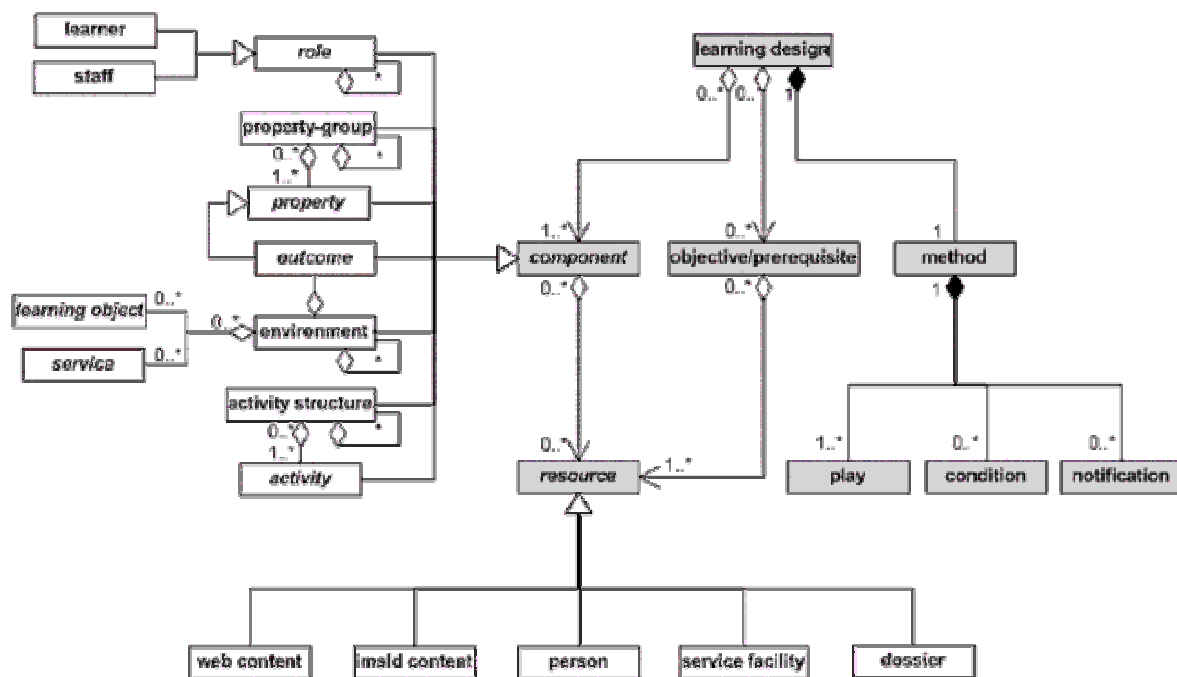 learner
staff
role
*
learning design
0..*
0..*
1
property-group
0..*
*
1..*
property
outcome
1..*
component
0..*
0..*
objective/prerequisite
0..*
1
method
1
learning object
0..*
0..*
environment
*
service
0..*
activity structure
0..*
*
1..*
activity
0..*
resource
1..*
1..*
play
0..*
condition
0..*
notification
web content
imsld content
person
service facility
dossier